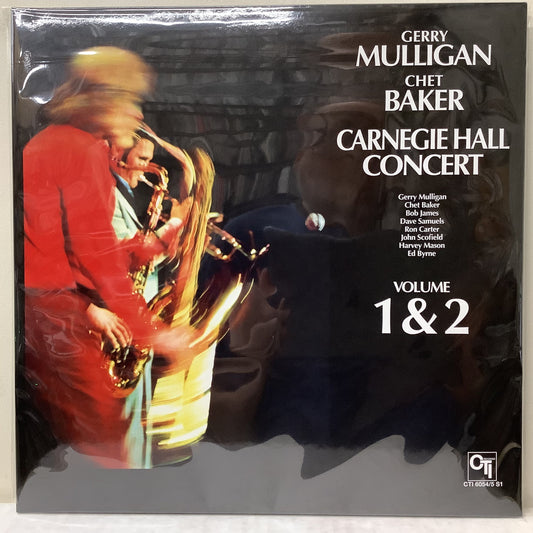 GERRY
MULLIGAN
CHET
BAKER
CARNEGIE HALL
CONCERT
Gerry Mulligan
Chet Baker
Bob James
Dave Samuels
Ron Carter
John Scofield
Harvey Mason
Ed Byrne
VOLUME
1 & 2
CTI
CTI 6054/5 S1